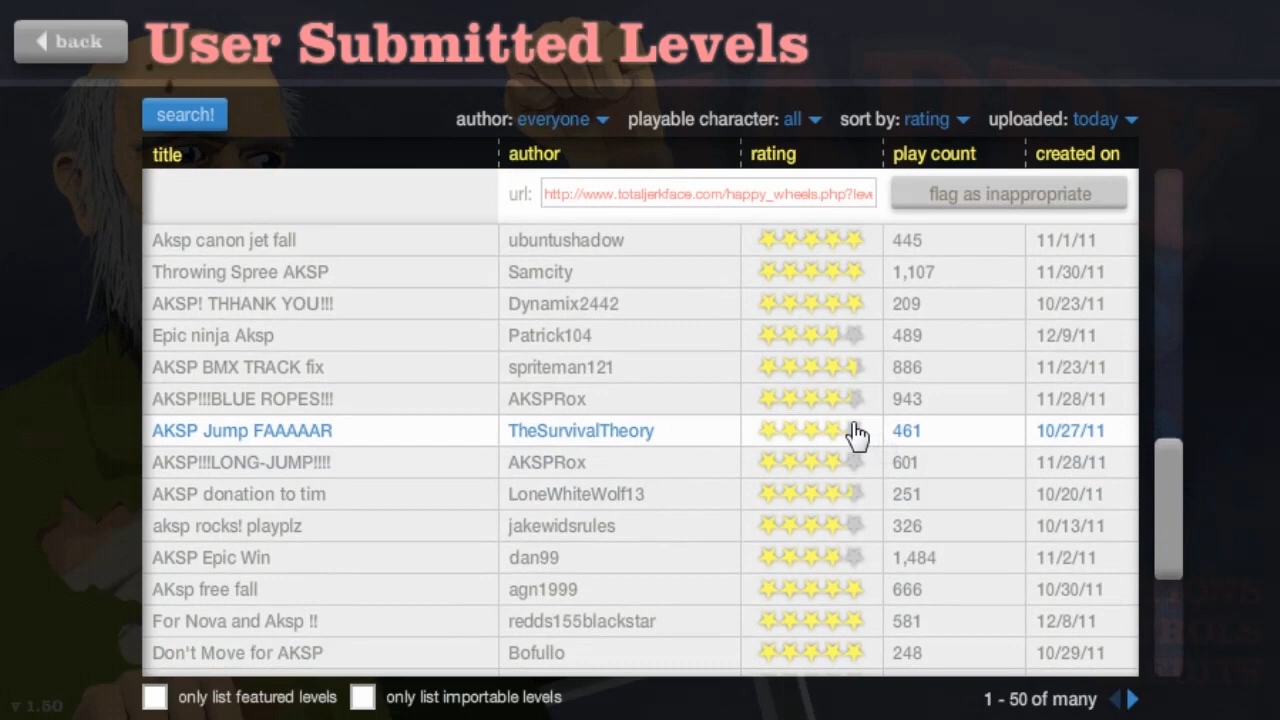 back
User Submitted Levels
search!
author: everyone playable character: all sort by: rating uploaded: today
title author rating play count created on
url: http://www.totaljerkface.com/happy_wheels.php?leve flag as inappropriate
Aksp canon jet fall ubuntushadow 445 11/1/11
Throwing Spree AKSP Samcity 1,107 11/30/11
AKSP! THHANK YOU!!! Dynamix2442 209 10/23/11
Epic ninja Aksp Patrick104 489 12/9/11
AKSP BMX TRACK fix spriteman121 886 11/23/11
AKSP!!!BLUE ROPES!!! AKSPRox 943 11/28/11
AKSP Jump FAAAAAR TheSurvivalTheory 461 10/27/11
AKSP!!!LONG-JUMP!!!! AKSPRox 601 11/28/11
AKSP donation to tim LoneWhiteWolf13 251 10/20/11
aksp rocks! playplz jakewidsrules 326 10/13/11
AKSP Epic Win dan99 1,484 11/2/11
AKsp free fall agn1999 666 10/30/11
For Nova and Aksp !! redds155blackstar 581 12/8/11
Don't Move for AKSP Bofullo 248 10/29/11
only list featured levels only list importable levels 1 - 50 of many
v 1.50